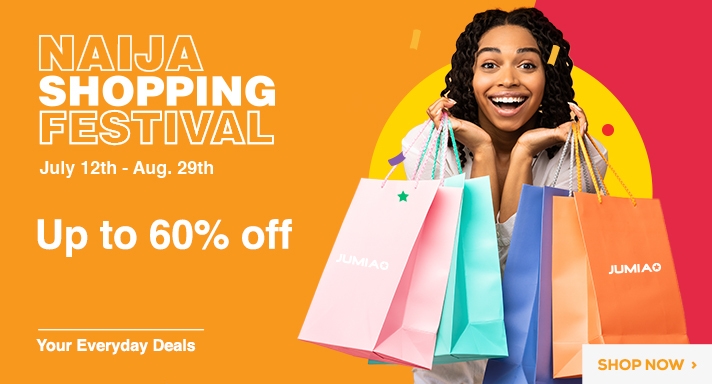 NAIJA
SHOPPING
FESTIVAL
July 12th - Aug. 29th
Up to 60% off
Your Everyday Deals
JUMIA
JUMIA
SHOP NOW ›